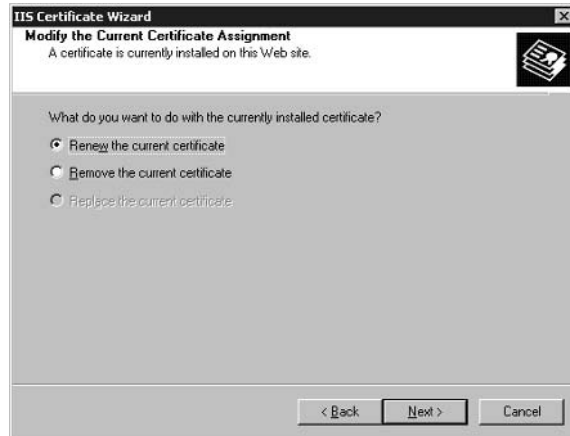 IIS Certificate Wizard
Modify the Current Certificate Assignment
A certificate is currently installed on this Web site.
What do you want to do with the currently installed certificate?
Renew the current certificate
Remove the current certificate
Replace the current certificate
< Back
Next >
Cancel